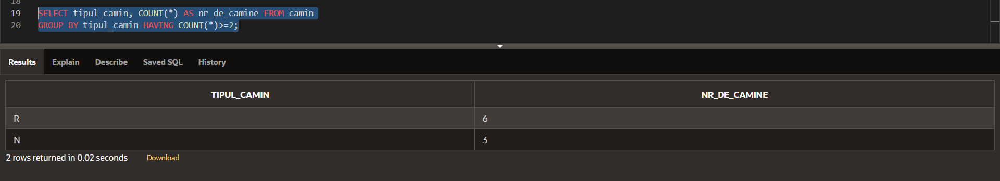 18
19 SELECT tipul_camin, COUNT(*) AS nr_de_camine FROM camin
20 GROUP BY tipul_camin HAVING COUNT(*)>=2;
Results Explain Describe Saved SQL History
TIPUL_CAMIN NR_DE_CAMINE
R 6
N 3
2 rows returned in 0.02 seconds Download